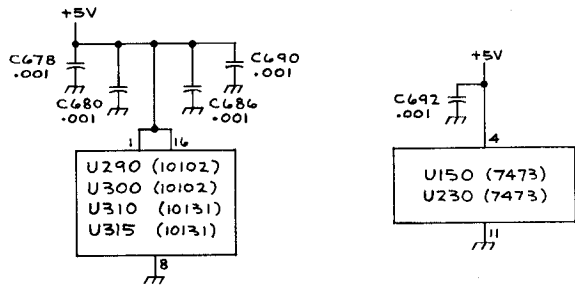 +5V
C678
.001
C680
.001
C686
.001
C690
.001
1
16
U290 (10102)
U300 (10102)
U310 (10131)
U315 (10131)
8
+5V
C692
.001
4
U150 (7473)
U230 (7473)
11